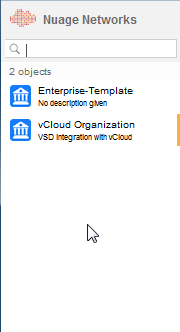 Nuage Networks
2 objects
Enterprise-Template
No description given
vCloud Organization
VSD Integration with vCloud